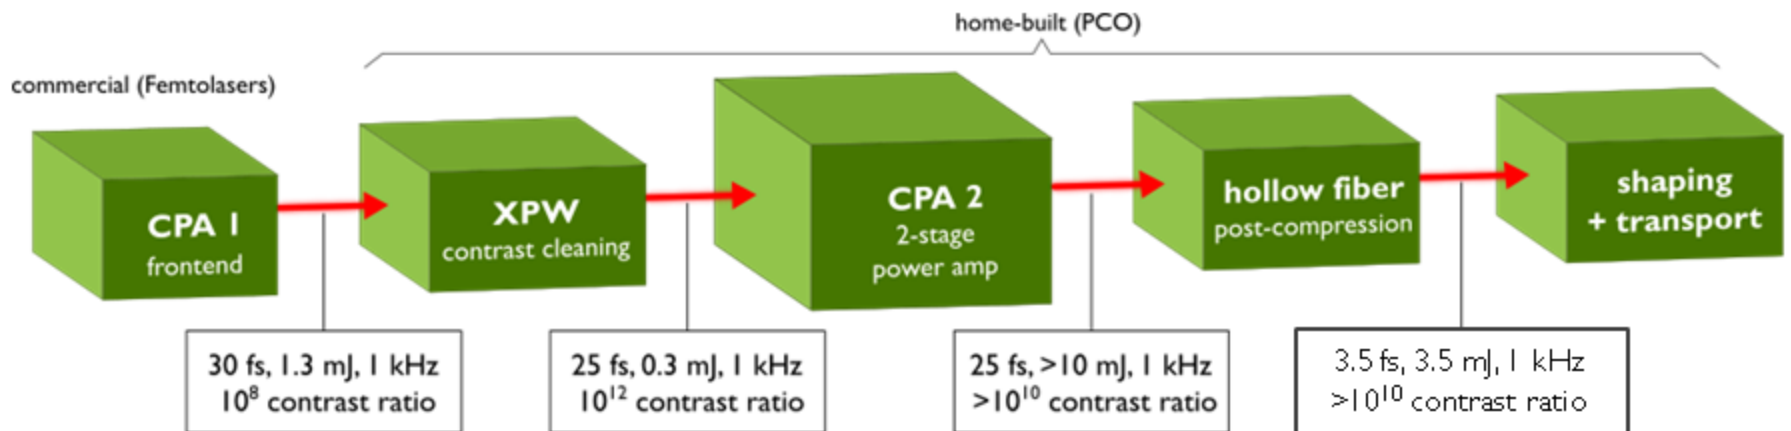 home-built (PCO)
commercial (Femtolasers)
CPA 1
frontend
XPW
contrast cleaning
CPA 2
2-stage
power amp
hollow fiber
post-compression
shaping
+ transport
30 fs, 1.3 mJ, 1 kHz
10⁸ contrast ratio
25 fs, 0.3 mJ, 1 kHz
10¹² contrast ratio
25 fs, >10 mJ, 1 kHz
>10¹⁰ contrast ratio
3.5 fs, 3.5 mJ, 1 kHz
>10¹⁰ contrast ratio